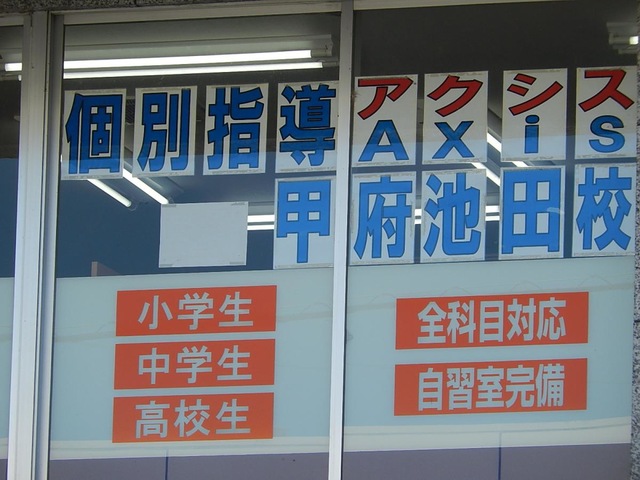 個別指導 アクシス
AXiS
甲府池田校
小学生
中学生
高校生
全科目対応
自習室完備